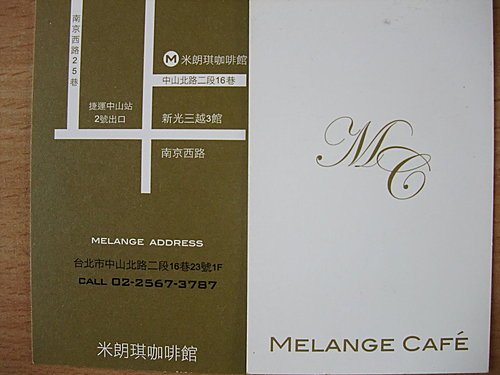 南京西路25巷
M 米朗琪咖啡館
中山北路二段16巷
捷運中山站
2號出口
新光三越3館
南京西路
MELANGE ADDRESS
台北市中山北路二段16巷23號1F
CALL 02-2567-3787
米朗琪咖啡館
MC
MELANGE CAFÉ